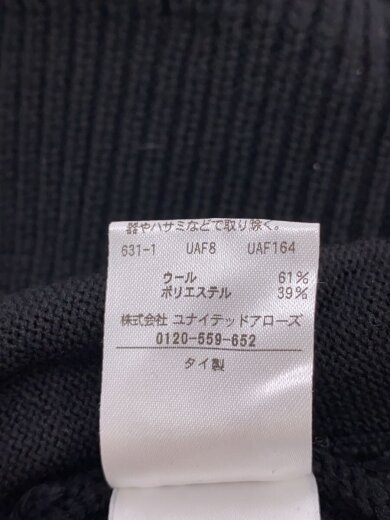 器やハサミなどで取り除く。
631-1 UAF8 UAF164
ウール 61%
ポリエステル 39%
株式会社 ユナイテッドアローズ
0120-559-652
タイ製